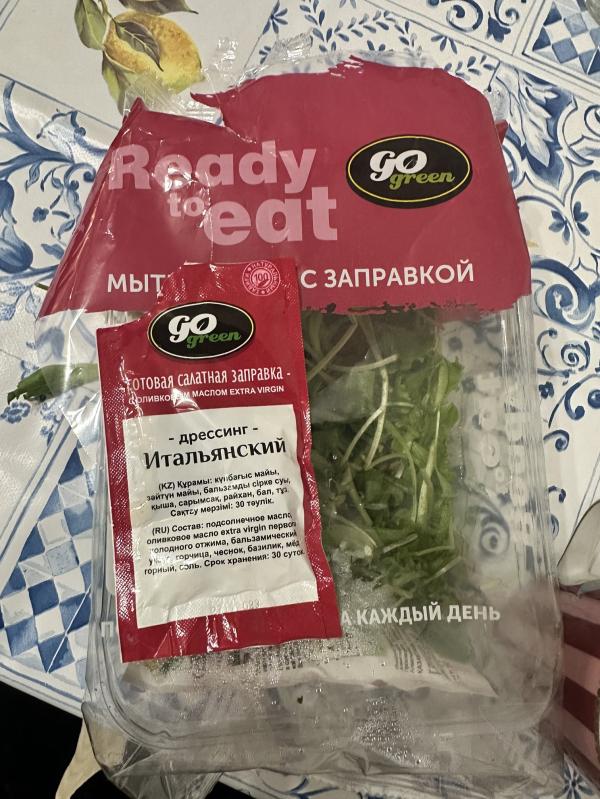 Ready
to eat
GO
green
МЫТ
С ЗАПРАВКОЙ
100
GO
green
готовая салатная заправка -
с оливковым маслом EXTRA VIRGIN
- дрессинг -
Итальянский
(KZ) Құрамы: күнбағыс майы,
зәйтүн майы, бальзамды сірке суы,
қыша, сарымсақ, райхан, бал, тұз.
Сақтау мерзімі: 30 тәулік.
(RU) Состав: подсолнечное масло,
оливковое масло extra virgin первого
холодного отжима, бальзамический
уксус, горчица, чеснок, базилик, мёд
горный, соль. Срок хранения: 30 суток
А КАЖДЫЙ ДЕНЬ